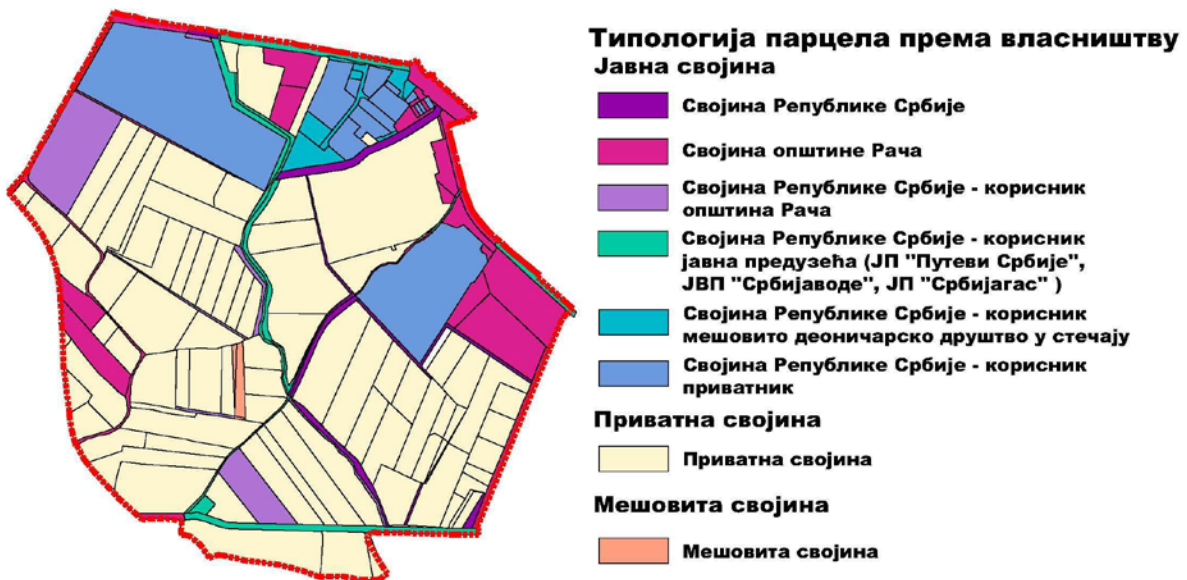 Типологија парцела према власништву
Јавна својина
Својина Републике Србије
Својина општине Рача
Својина Републике Србије - корисник
општина Рача
Својина Републике Србије - корисник
јавна предузећа (ЈП "Путеви Србије",
ЈВП "Србијаводе", ЈП "Србијагас" )
Својина Републике Србије - корисник
мешовито деоничарско друштво у стечају
Својина Републике Србије - корисник
приватник
Приватна својина
Приватна својина
Мешовита својина
Мешовита својина